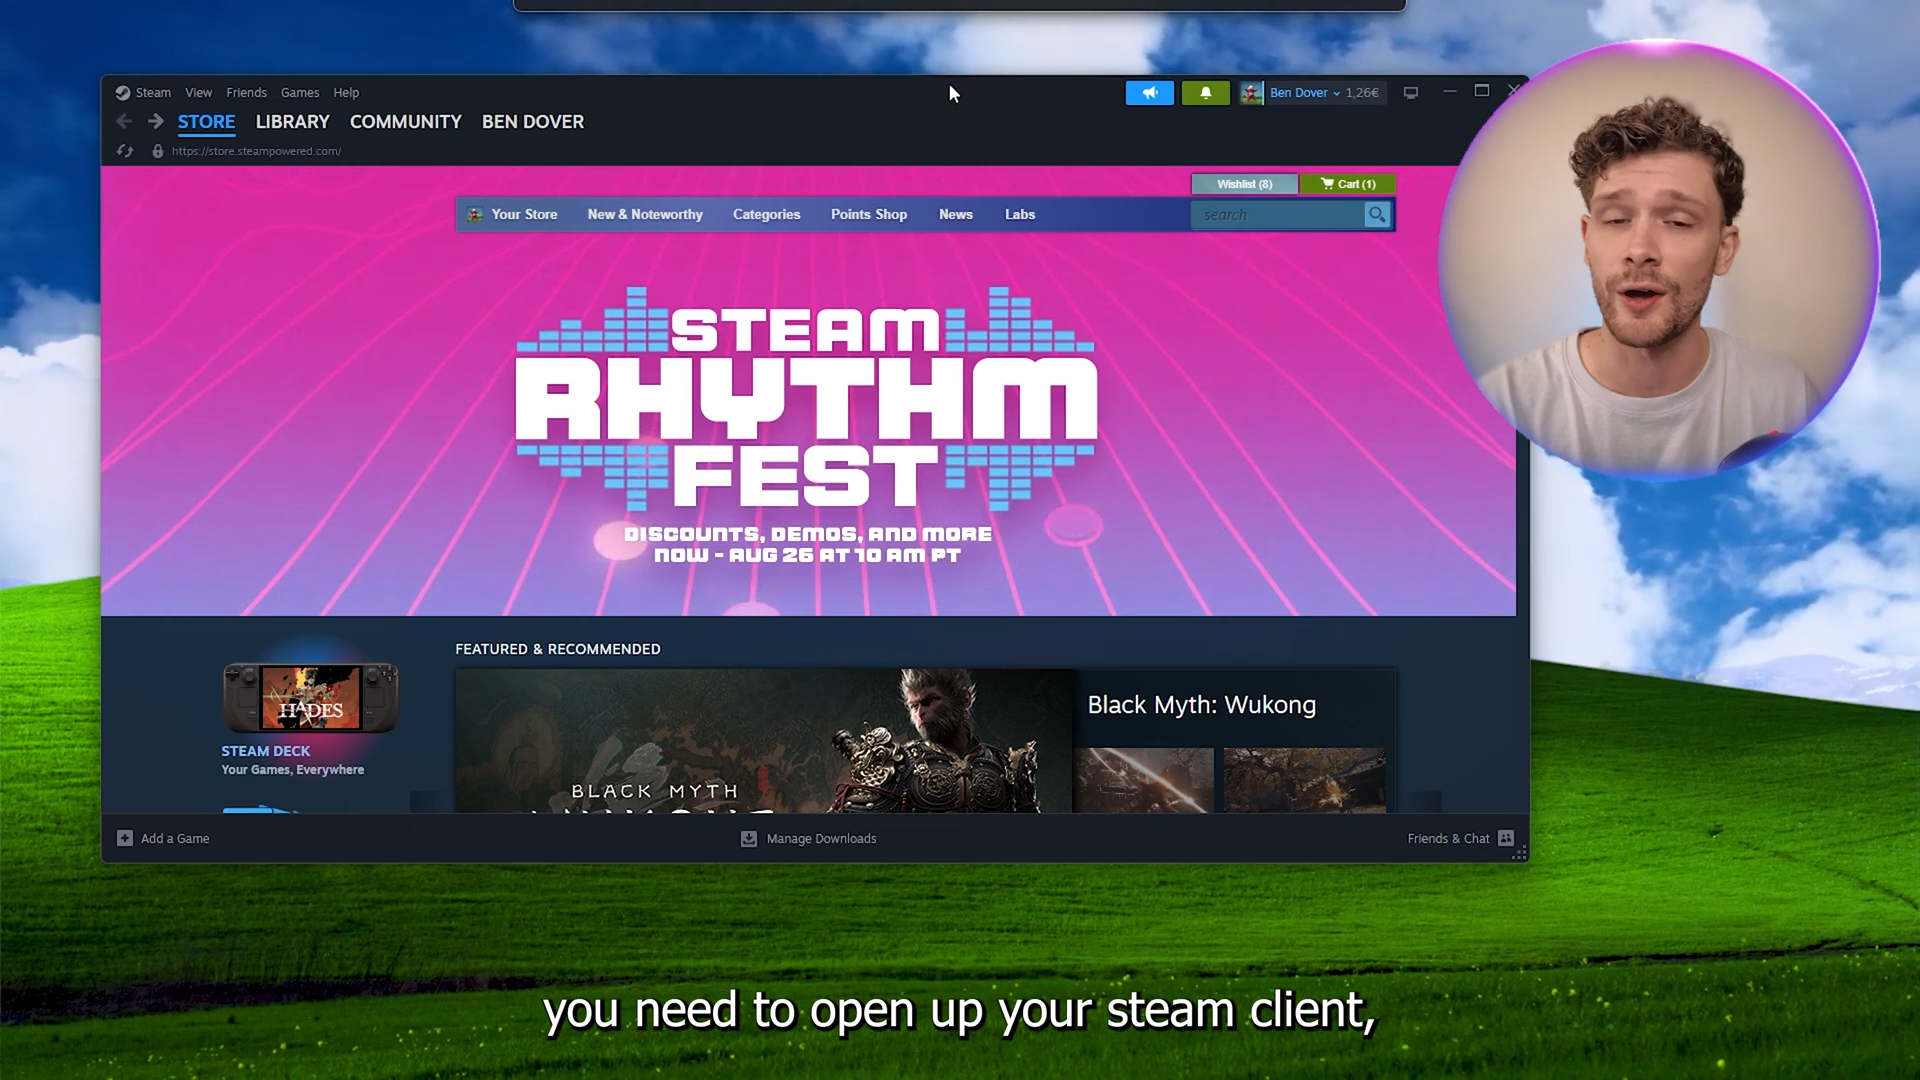 Steam View Friends Games Help
Ben Dover 1,26€
STORE LIBRARY COMMUNITY BEN DOVER
https://store.steampowered.com/
Wishlist (8) Cart (1)
Your Store New & Noteworthy Categories Points Shop News Labs search
STEAM
RHYTHM
FEST
DISCOUNTS, DEMOS, AND MORE
NOW - AUG 26 AT 10 AM PT
FEATURED & RECOMMENDED
HADES
STEAM DECK
Your Games, Everywhere
BLACK MYTH
Black Myth: Wukong
Add a Game Manage Downloads Friends & Chat
you need to open up your steam client,